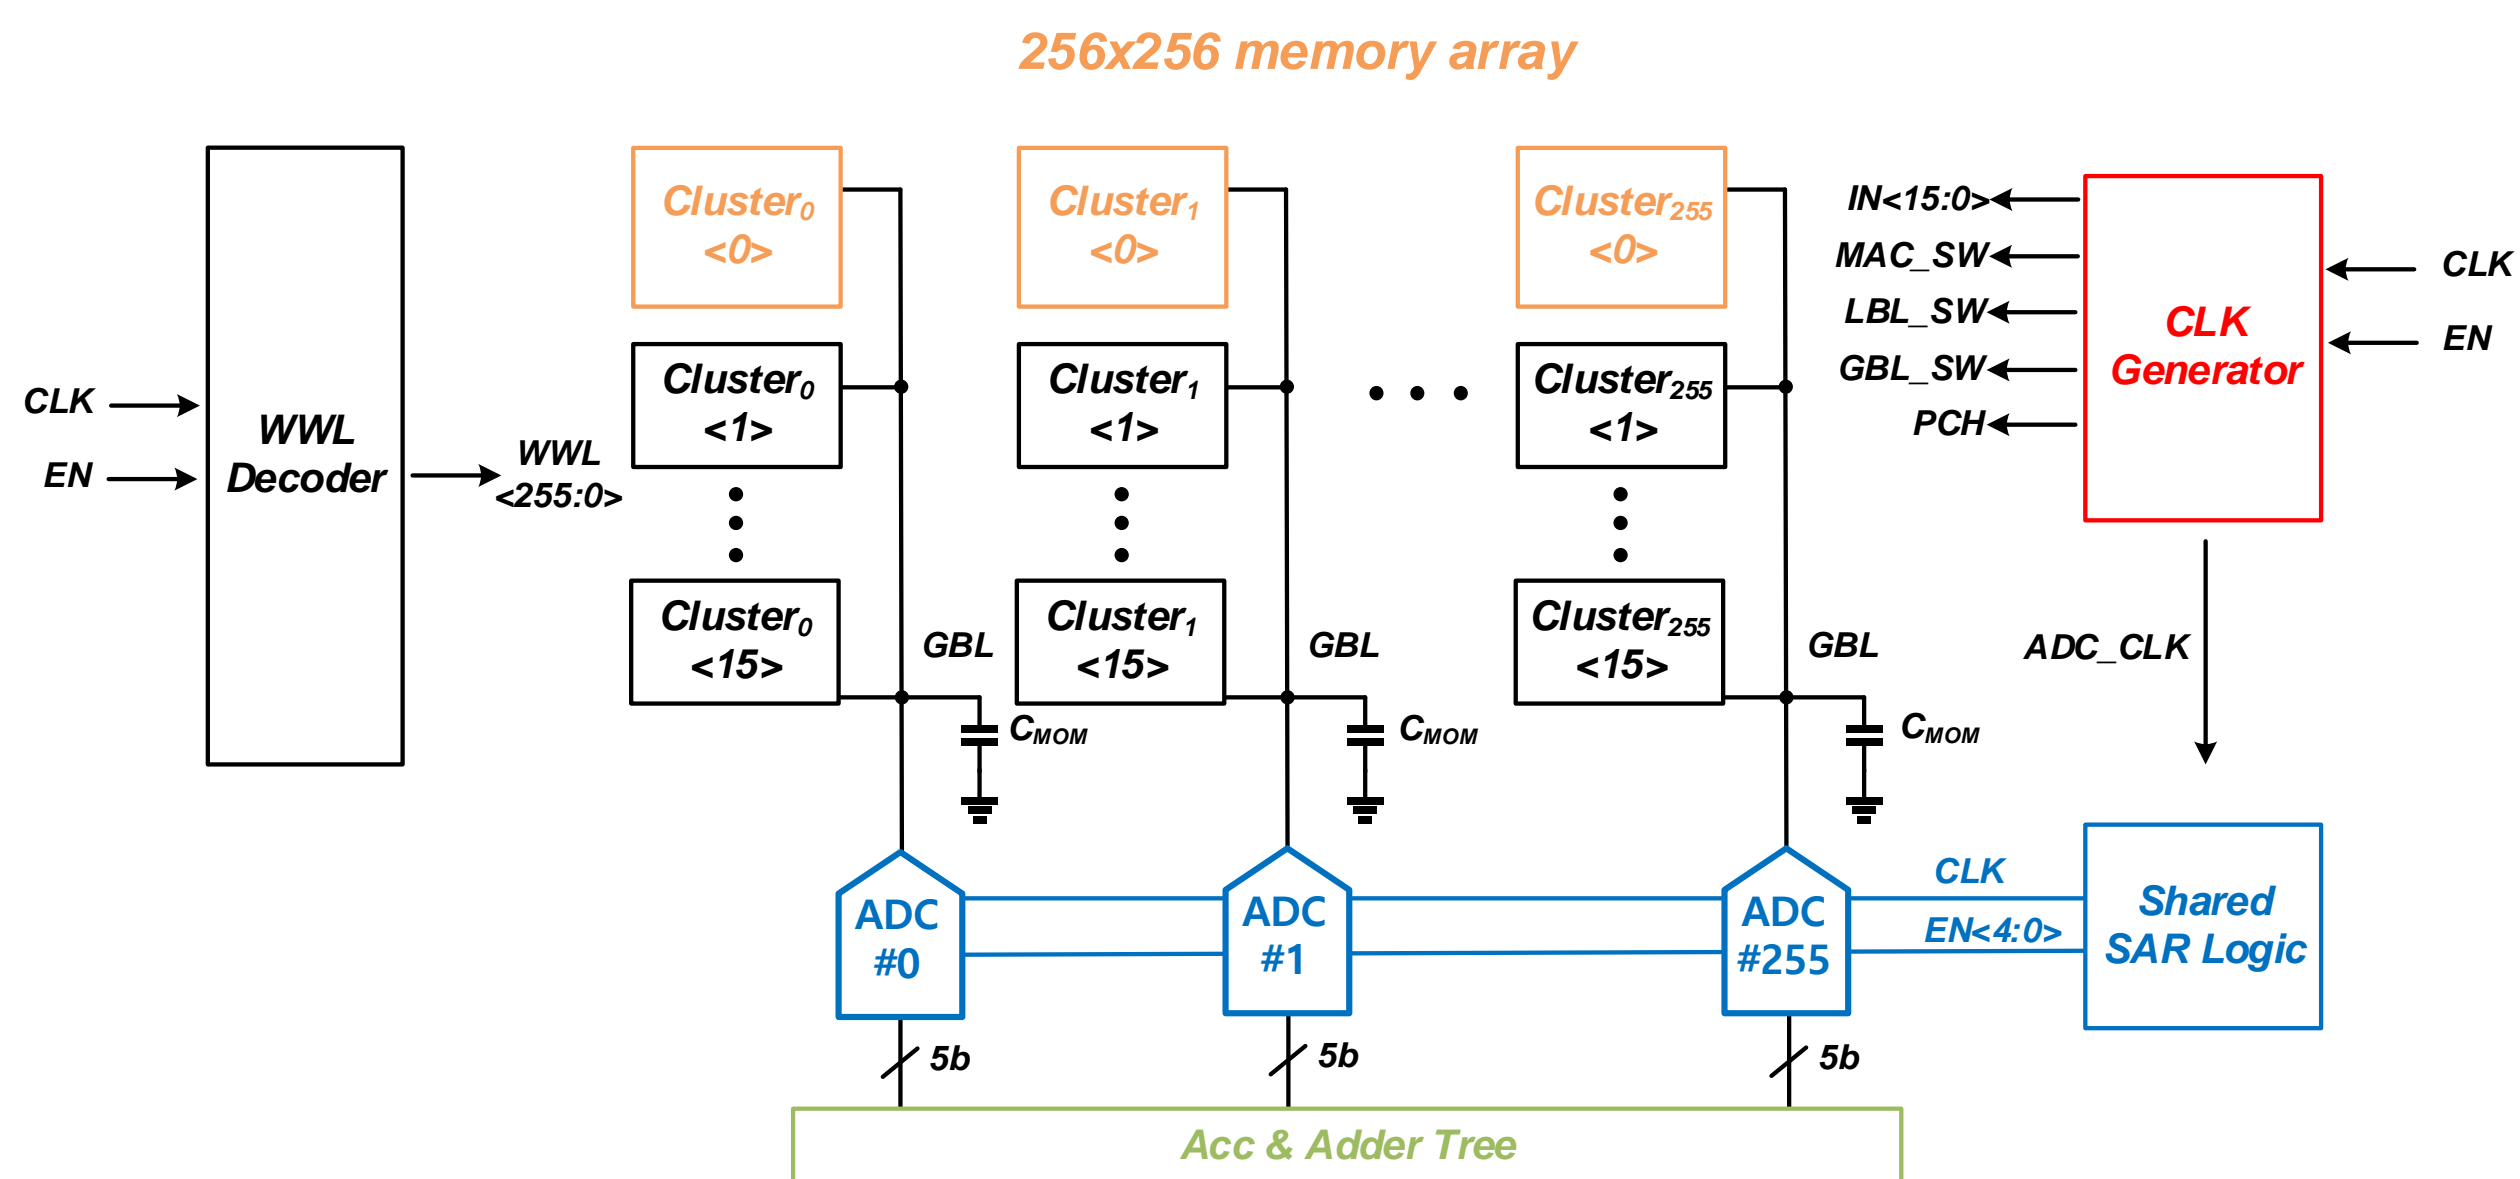 256x256 memory array
CLK
EN
WWL
Decoder
WWL
<255:0>
Cluster0
<0>
Cluster1
<0>
Cluster255
<0>
Cluster0
<1>
Cluster1
<1>
Cluster255
<1>
Cluster0
<15>
Cluster1
<15>
Cluster255
<15>
GBL
GBL
GBL
CMOM
CMOM
CMOM
IN<15:0>
MAC_SW
LBL_SW
GBL_SW
PCH
CLK
Generator
CLK
EN
ADC_CLK
ADC
#0
ADC
#1
ADC
#255
CLK
EN<4:0>
Shared
SAR Logic
5b
5b
5b
Acc & Adder Tree